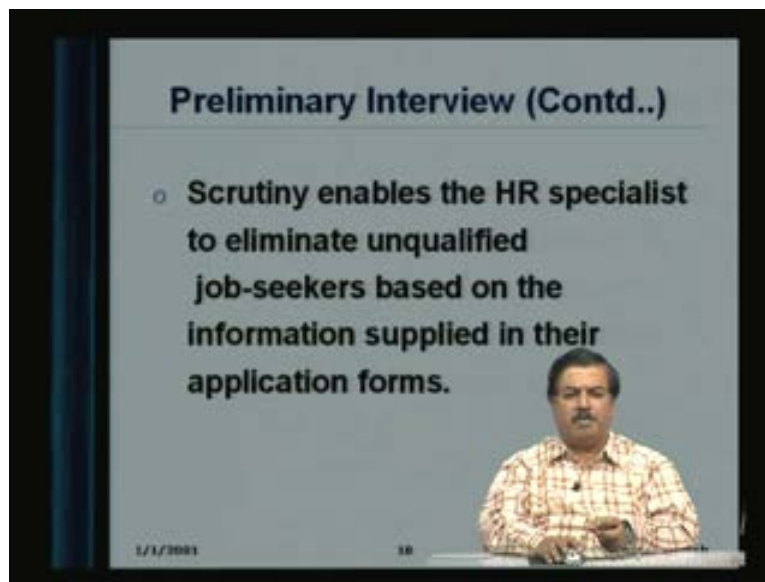 Preliminary Interview (Contd..)
o Scrutiny enables the HR specialist
to eliminate unqualified
job-seekers based on the
information supplied in their
application forms.
1/1/2001
10